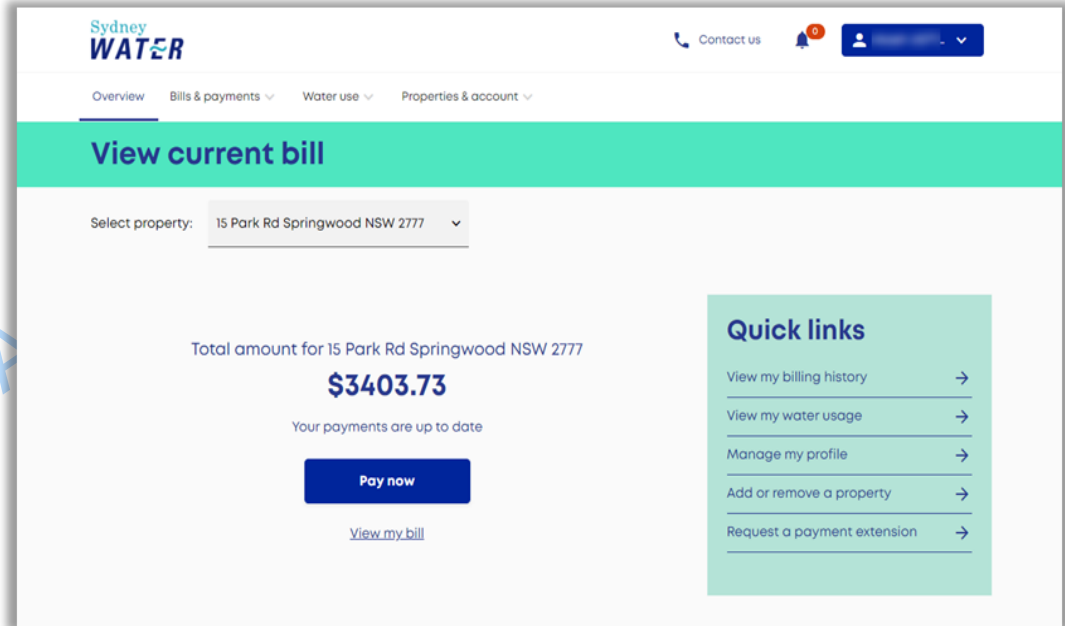 Sydney
WATER
Contact us
0
Overview Bills & payments Water use Properties & account
View current bill
Select property: 15 Park Rd Springwood NSW 2777
Total amount for 15 Park Rd Springwood NSW 2777
$3403.73
Your payments are up to date
Pay now
View my bill
Quick links
View my billing history
View my water usage
Manage my profile
Add or remove a property
Request a payment extension